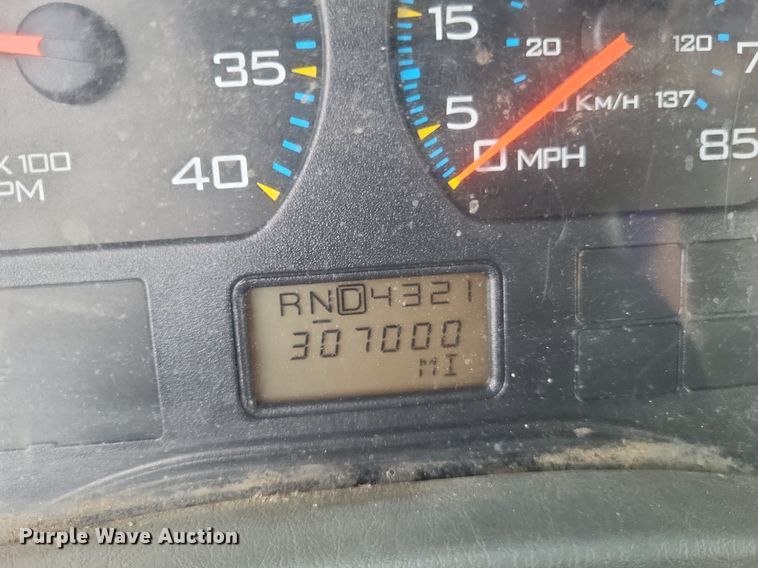 15
35
20
120
7
5
KM/H 137
X 100
PM
40
0 MPH
85
RND4321
307000
MI
Purple Wave Auction